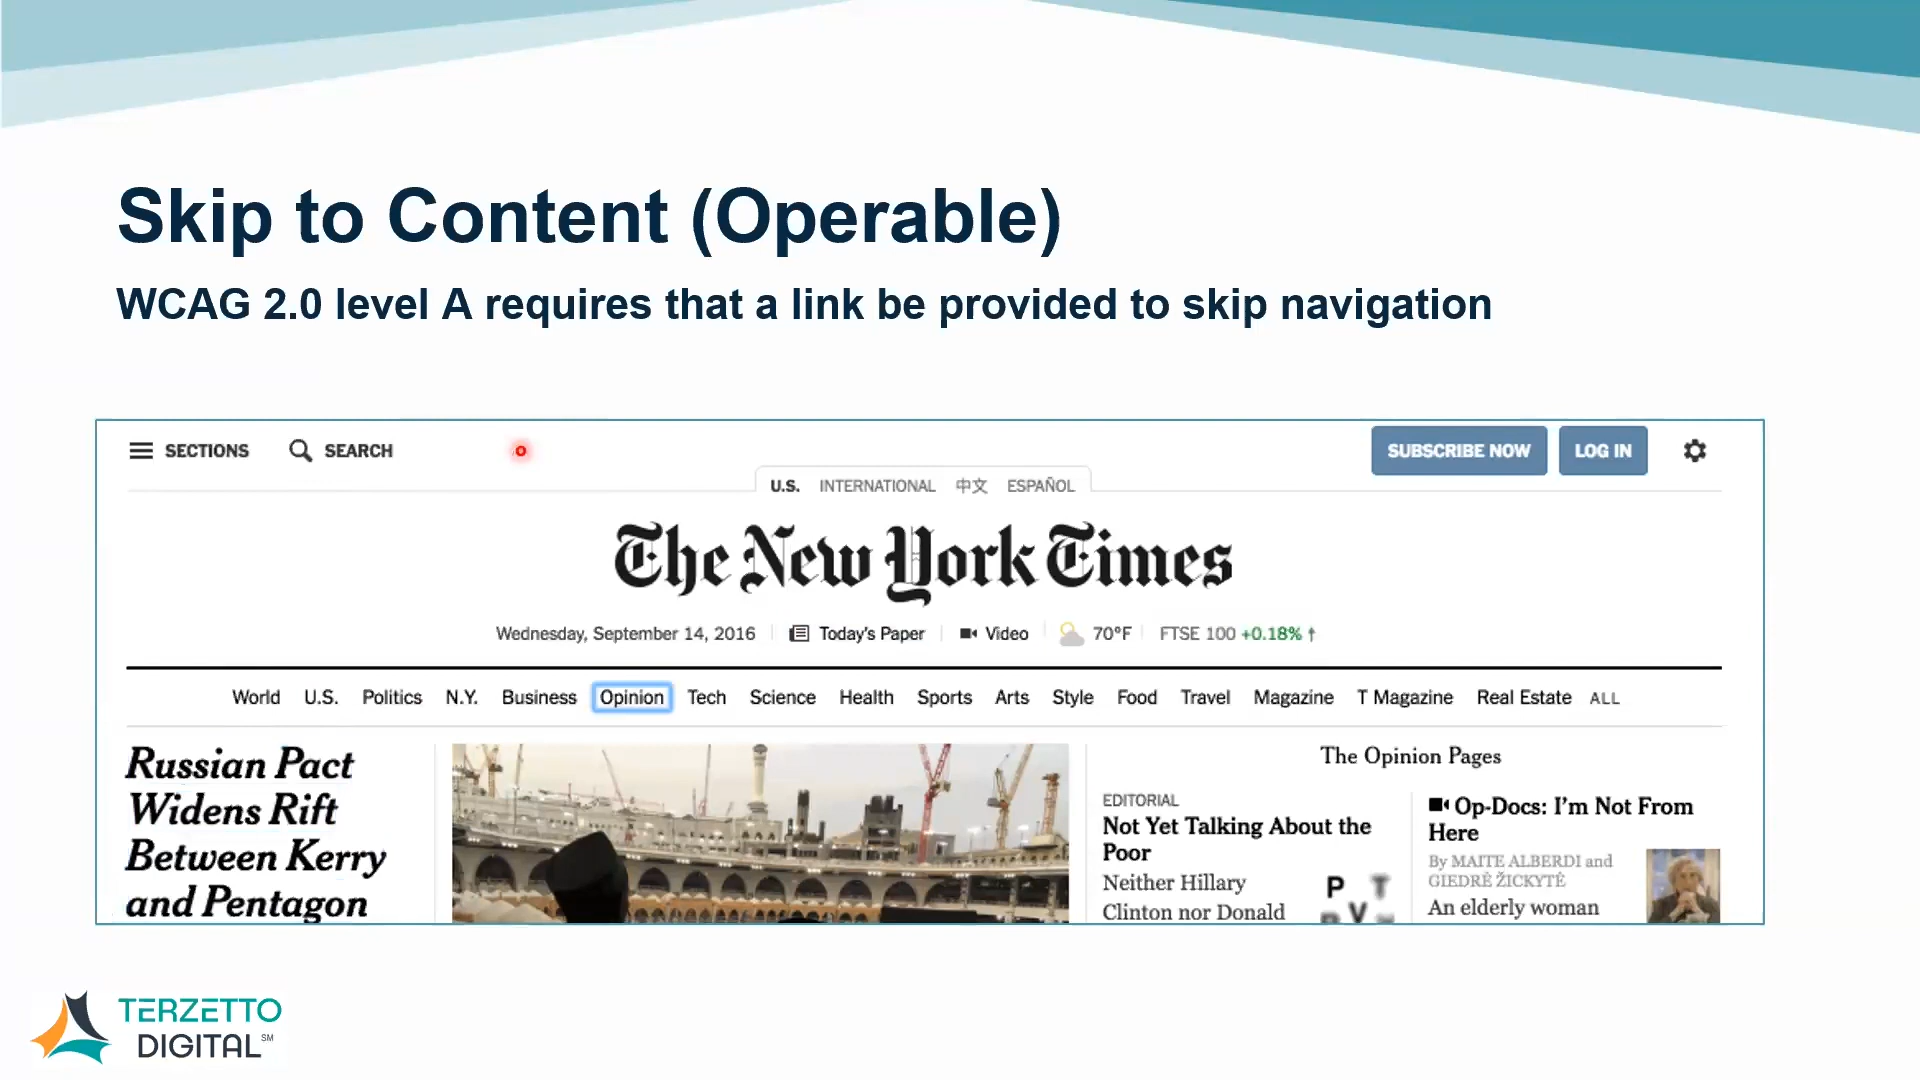 Skip to Content (Operable)
WCAG 2.0 level A requires that a link be provided to skip navigation
SECTIONS SEARCH SUBSCRIBE NOW LOG IN
U.S. INTERNATIONAL 中文 ESPAÑOL
The New York Times
Wednesday, September 14, 2016 Today's Paper Video 70°F FTSE 100 +0.18% ↑
World U.S. Politics N.Y. Business Opinion Tech Science Health Sports Arts Style Food Travel Magazine T Magazine Real Estate ALL
Russian Pact
Widens Rift
Between Kerry
and Pentagon
The Opinion Pages
EDITORIAL
Not Yet Talking About the
Poor
Neither Hillary
Clinton nor Donald
P T
V
Op-Docs: I'm Not From
Here
By MAITE ALBERDI and
GIEDRĖ ŽICKYTĖ
An elderly woman
TERZETTO
DIGITAL℠